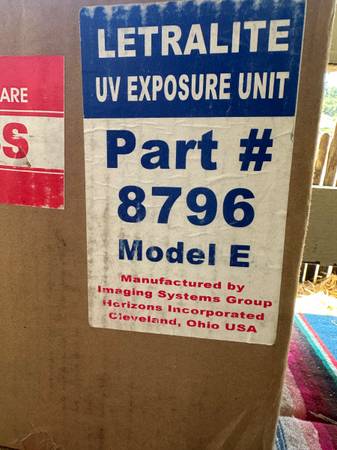 LETRALITE
UV EXPOSURE UNIT
Part #
8796
Model E
Manufactured by
Imaging Systems Group
Horizons Incorporated
Cleveland, Ohio USA
ARE
S